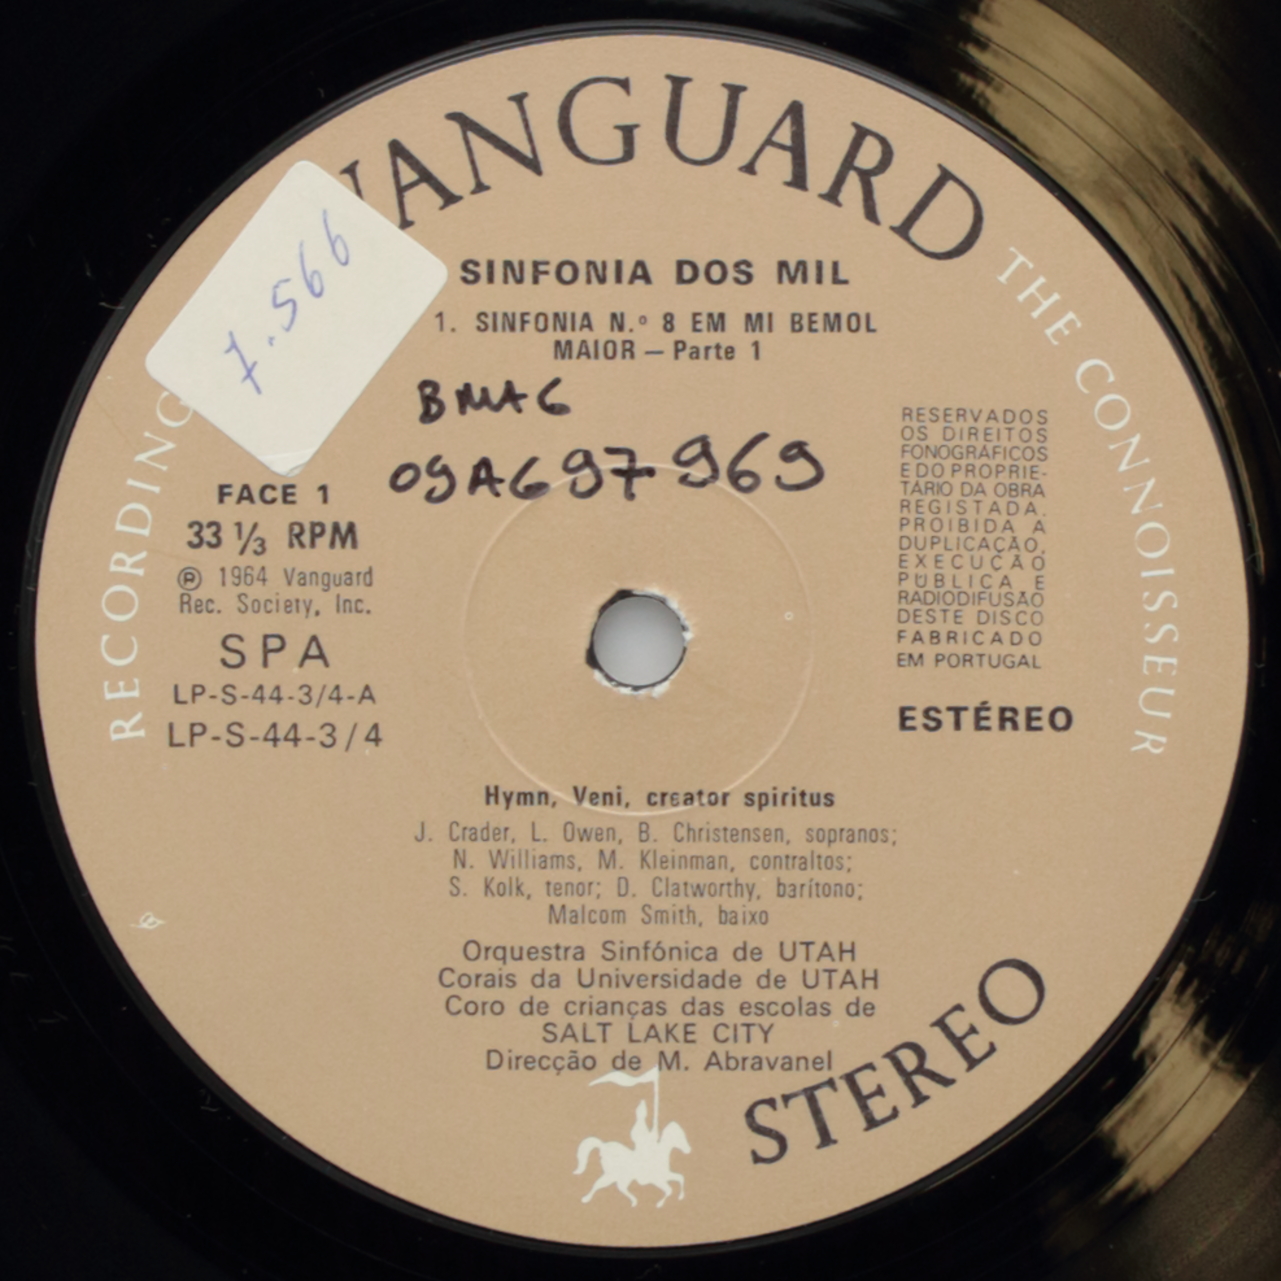 VANGUARD
RECORDING
THE CONNOISSEUR
7.566
SINFONIA DOS MIL
1. SINFONIA N.º 8 EM MI BEMOL
MAIOR — Parte 1
09A697969
FACE 1
33 1/3 RPM
Ⓟ 1964 Vanguard
Rec. Society, Inc.
SPA
LP-S-44-3/4-A
LP-S-44-3/4
RESERVADOS
OS DIREITOS
FONOGRÁFICOS
E DO PROPRIE-
TÁRIO DA OBRA
REGISTADA.
PROIBIDA A
DUPLICAÇÃO,
EXECUÇÃO
PÚBLICA E
RADIODIFUSÃO
DESTE DISCO
FABRICADO
EM PORTUGAL
ESTÉREO
Hymn, Veni, creator spiritus
J. Crader, L. Owen, B. Christensen, sopranos;
N. Williams, M. Kleinman, contraltos;
S. Kolk, tenor; D. Clatworthy, barítono;
Malcom Smith, baixo
Orquestra Sinfónica de UTAH
Corais da Universidade de UTAH
Coro de crianças das escolas de
SALT LAKE CITY
Direcção de M. Abravanel
STEREO